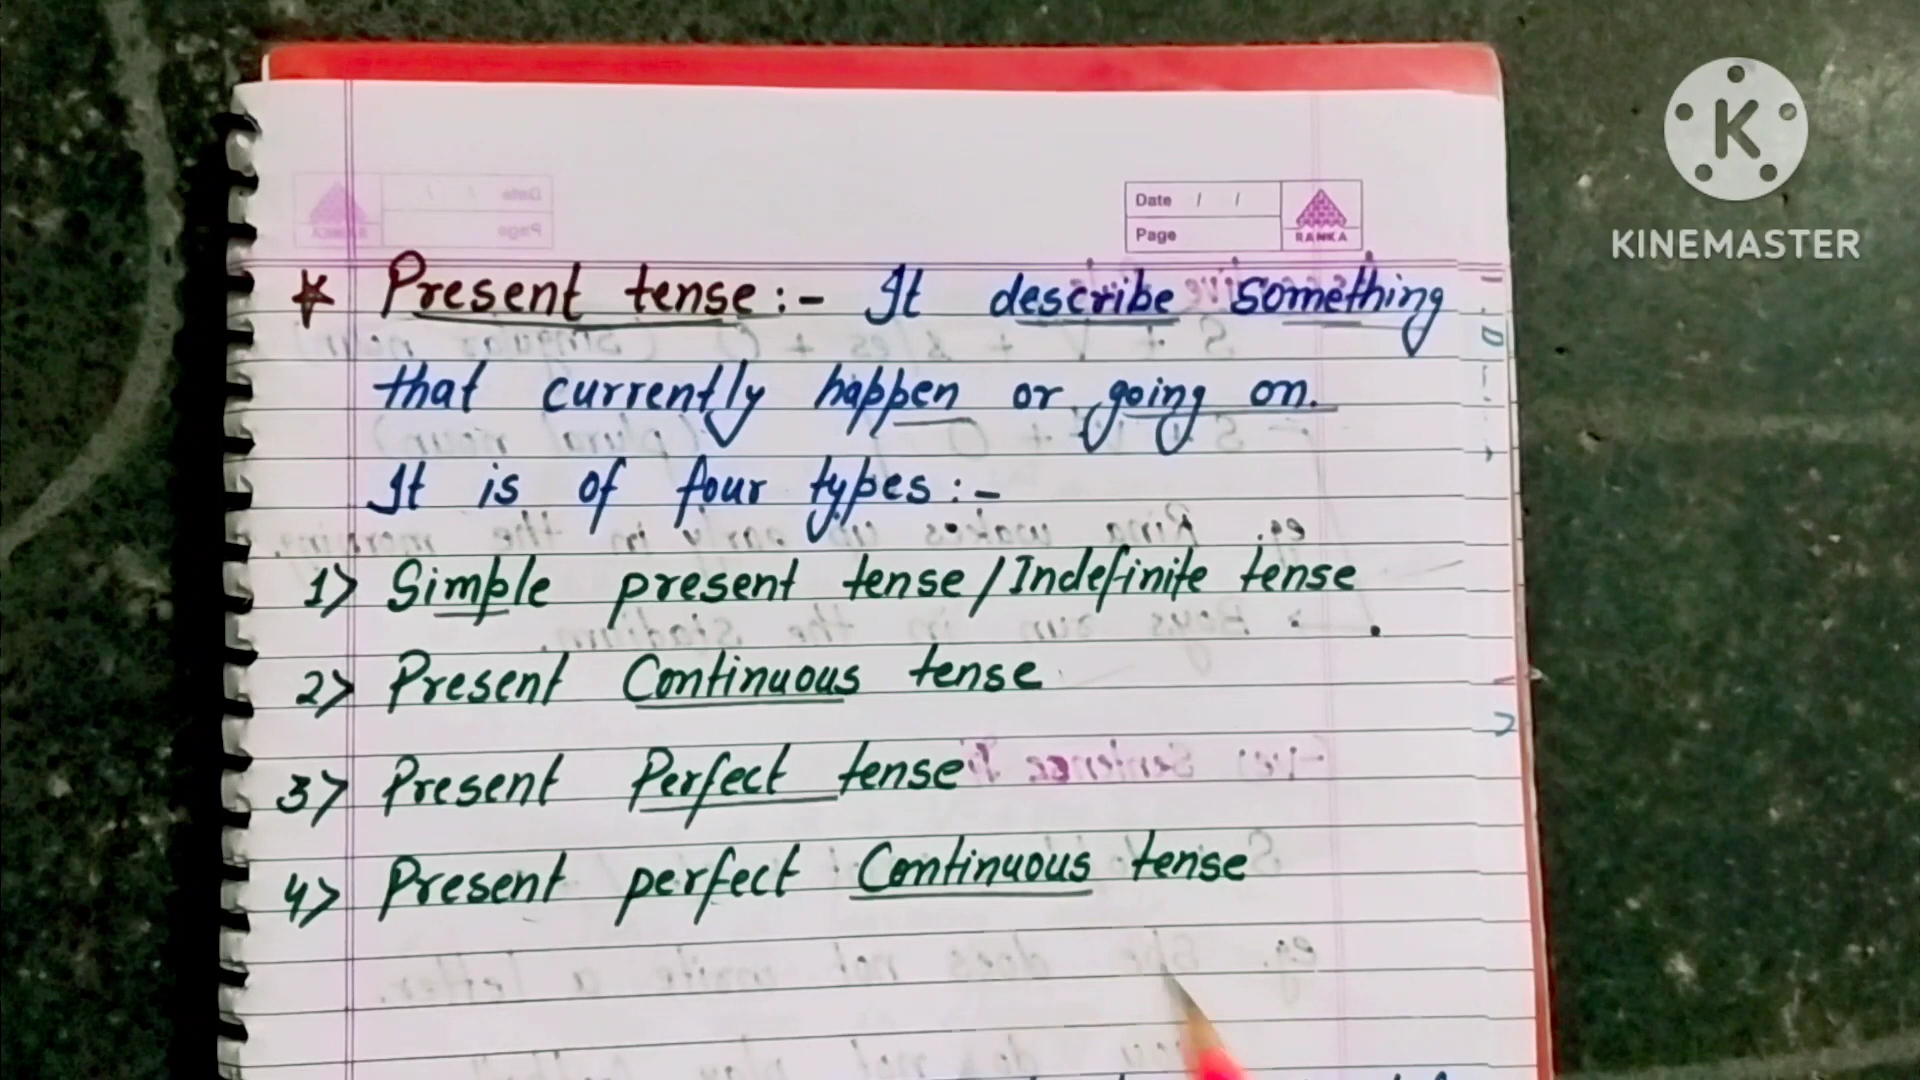 KINEMASTER
Date / /
Page
RANKA
* Present tense :- It describe something
that currently happen or going on.
It is of four types :-
1> Simple present tense / Indefinite tense.
2> Present Continuous tense
3> Present Perfect tense
4> Present perfect Continuous tense